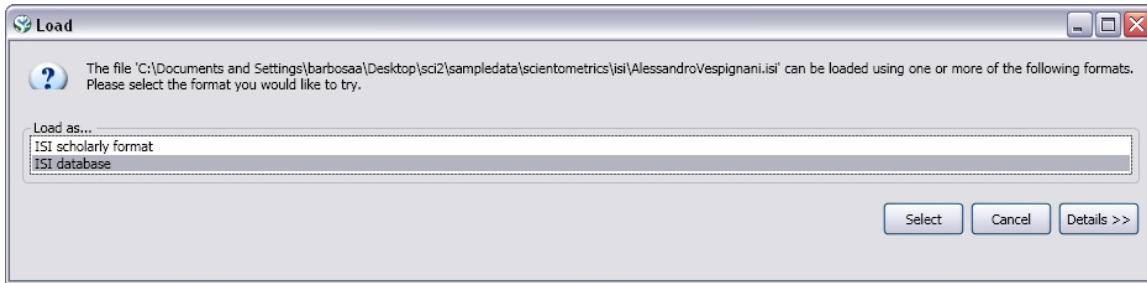 Load
The file 'C:\Documents and Settings\barbosaa\Desktop\sci2\sampledata\scientometrics\isi\AlessandroVespignani.isi' can be loaded using one or more of the following formats.
Please select the format you would like to try.
Load as...
ISI scholarly format
ISI database
Select Cancel Details >>